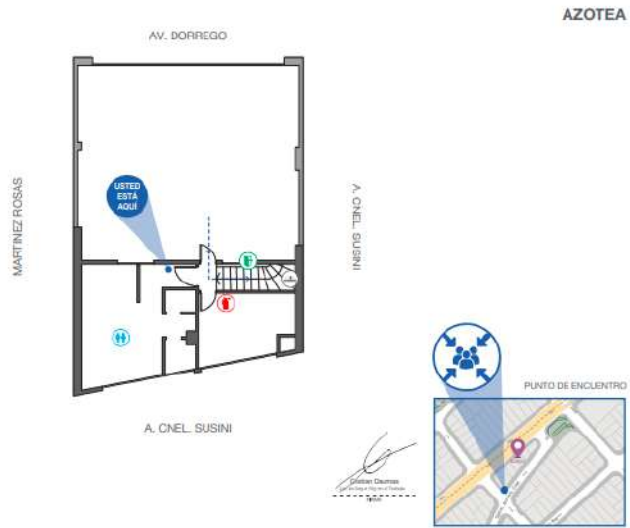 AZOTEA
AV. DORREGO
MARTINEZ ROSAS
USTED
ESTÁ
AQUÍ
A. CNEL. SUSINI
A. CNEL. SUSINI
PUNTO DE ENCUENTRO
Cristian Daumas